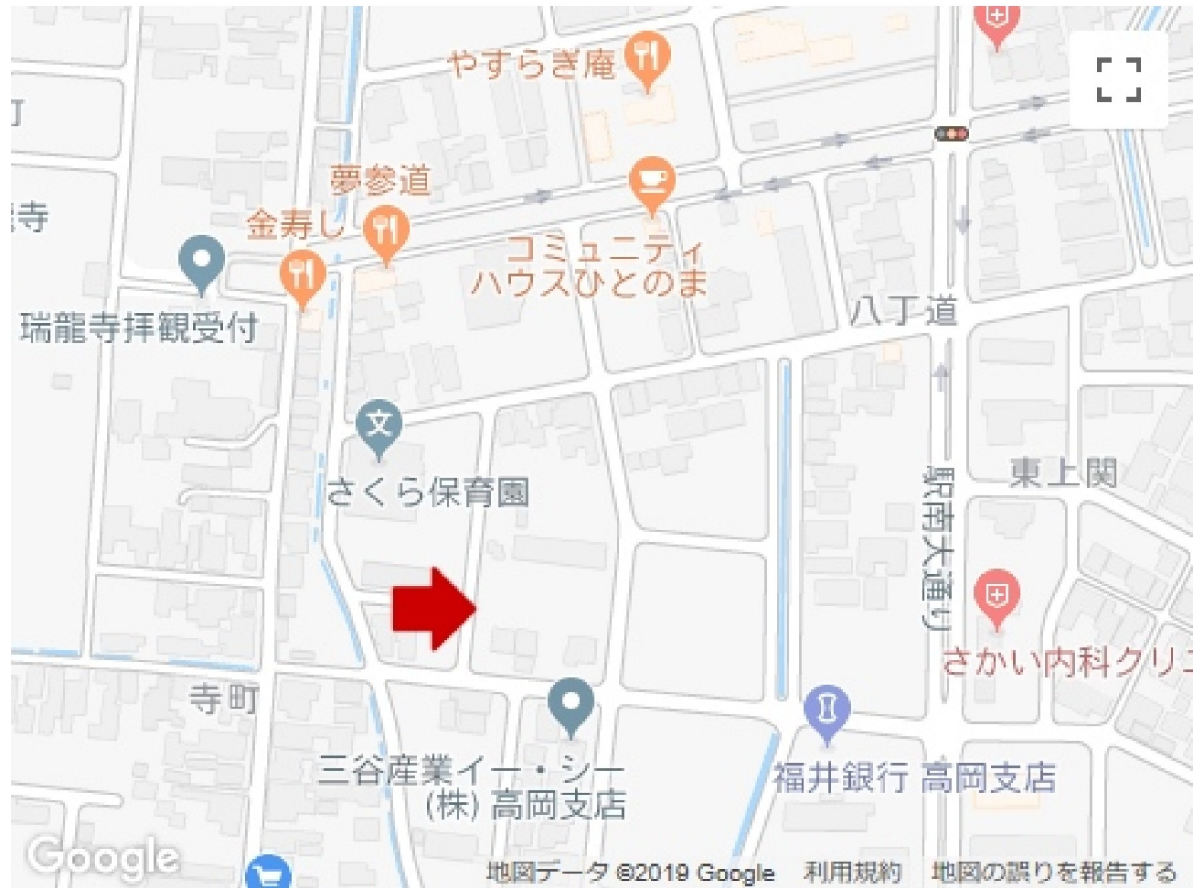 やすらぎ庵
夢参道
金寿し
コミュニティ
ハウスひとのま
瑞龍寺拝観受付
八丁道
さくら保育園
東上関
駅南大通り
さかい内科クリニ
寺町
三谷産業イー・シー
(株) 高岡支店
福井銀行 高岡支店
Google
地図データ ©2019 Google 利用規約 地図の誤りを報告する